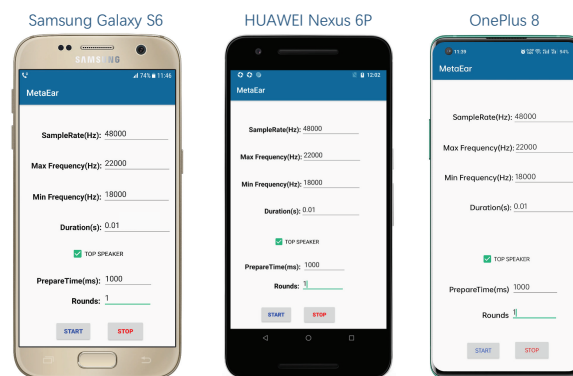 Samsung Galaxy S6
SAMSUNG
74% 11:46
MetaEar
SampleRate(Hz): 48000
Max Frequency(Hz): 22000
Min Frequency(Hz): 18000
Duration(s): 0.01
TOP SPEAKER
PrepareTime(ms): 1000
Rounds: 1
START STOP
HUAWEI Nexus 6P
12:02
MetaEar
SampleRate(Hz): 48000
Max Frequency(Hz): 22000
Min Frequency(Hz): 18000
Duration(s): 0.01
TOP SPEAKER
PrepareTime(ms): 1000
Rounds: 1
START STOP
OnePlus 8
11:39 94%
MetaEar
SampleRate(Hz): 48000
Max Frequency(Hz): 22000
Min Frequency(Hz): 18000
Duration(s): 0.01
TOP SPEAKER
PrepareTime(ms) 1000
Rounds 1
START STOP